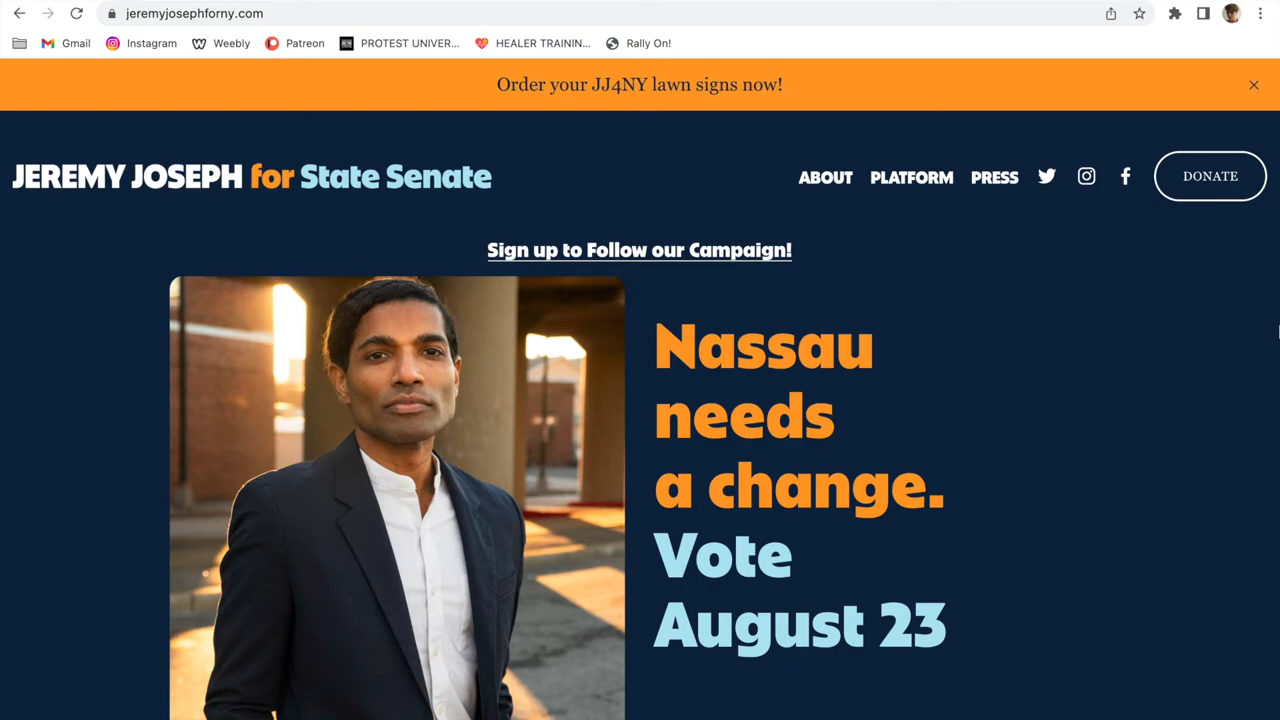 jeremyjosephforny.com
Gmail
Instagram
Weebly
Patreon
PROTEST UNIVER...
HEALER TRAININ...
Rally On!
Order your JJ4NY lawn signs now!
JEREMY JOSEPH for State Senate
ABOUT
PLATFORM
PRESS
DONATE
Sign up to Follow our Campaign!
Nassau
needs
a change.
Vote
August 23